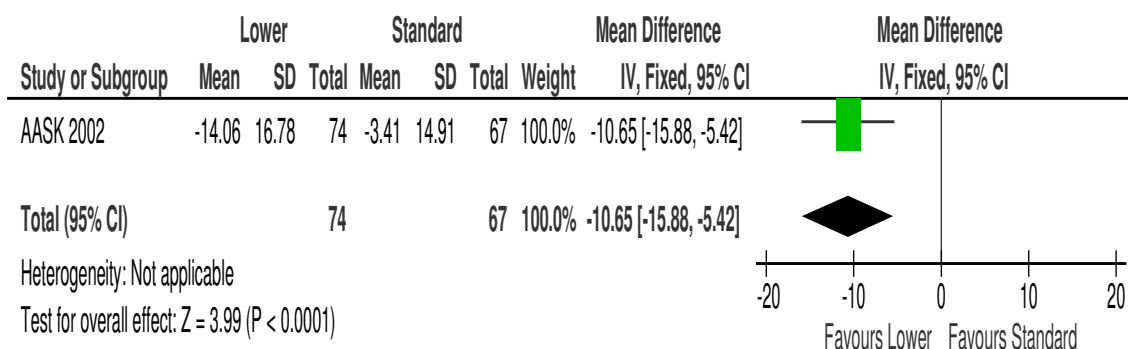 Lower Standard Mean Difference Mean Difference
Study or Subgroup Mean SD Total Mean SD Total Weight IV, Fixed, 95% CI IV, Fixed, 95% CI
AASK 2002 -14.06 16.78 74 -3.41 14.91 67 100.0% -10.65 [-15.88, -5.42]
Total (95% CI) 74 67 100.0% -10.65 [-15.88, -5.42]
Heterogeneity: Not applicable
Test for overall effect: Z = 3.99 (P < 0.0001)
-20 -10 0 10 20
Favours Lower Favours Standard